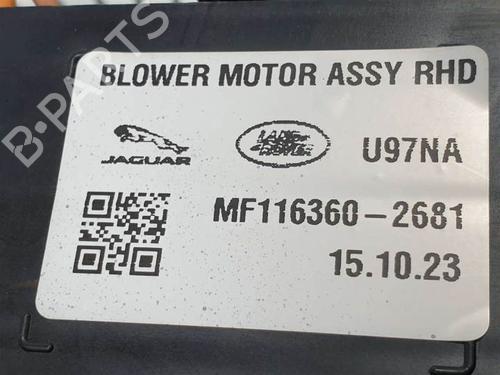 BLOWER MOTOR ASSY RHD
JAGUAR
LAND ROVER
U97NA
MF116360-2681
15.10.23
B-PARTS